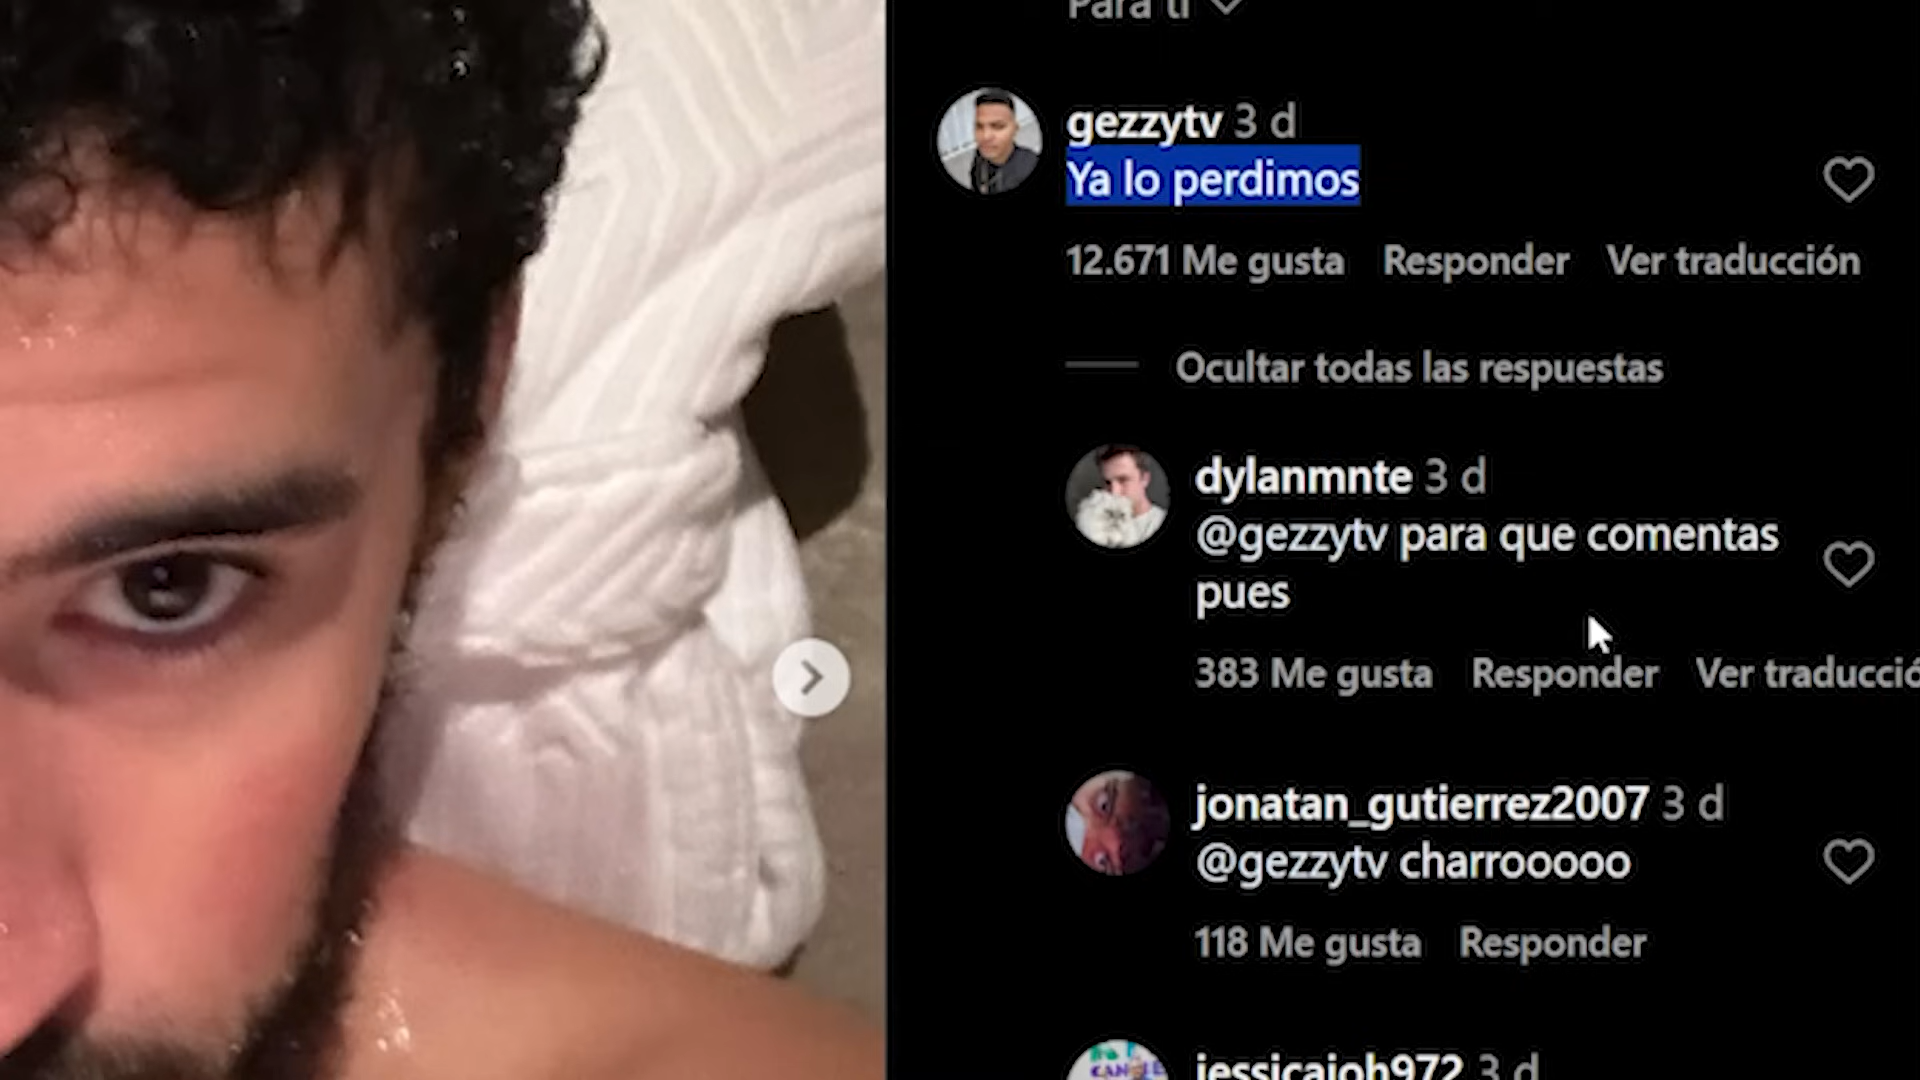 Para ti
gezzytv 3 d
Ya lo perdimos
12.671 Me gusta Responder Ver traducción
Ocultar todas las respuestas
dylanmnte 3 d
@gezzytv para que comentas
pues
383 Me gusta Responder Ver traducció
jonatan_gutierrez2007 3 d
@gezzytv charrooooo
118 Me gusta Responder
jessicajoh972 3 d